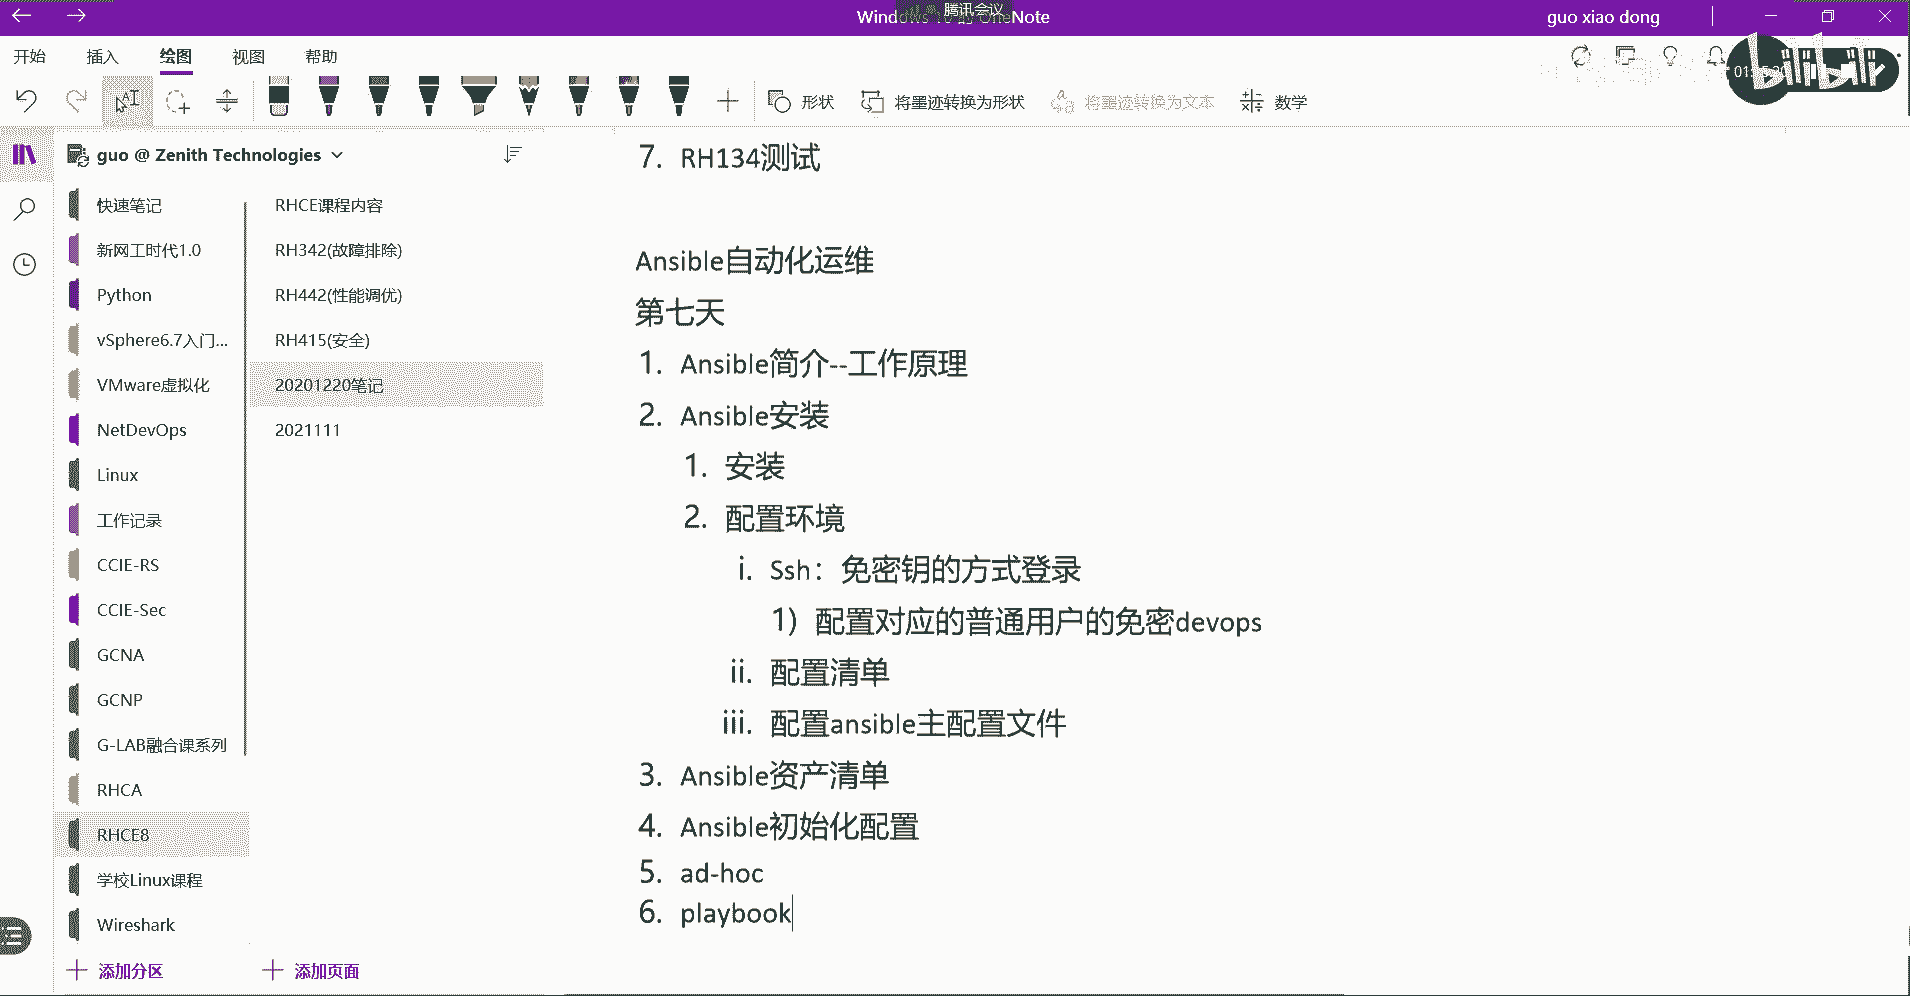 Windows 10 的 OneNote
腾讯会议
guo xiao dong
开始 插入 绘图 视图 帮助
bilibili
形状 将墨迹转换为形状 将墨迹转换为文本 数学
guo @ Zenith Technologies
快速笔记
新网工时代1.0
Python
vSphere6.7入门...
VMware虚拟化
NetDevOps
Linux
工作记录
CCIE-RS
CCIE-Sec
GCNA
GCNP
G-LAB融合课系列
RHCA
RHCE8
学校Linux课程
Wireshark
添加分区
RHCE课程内容
RH342(故障排除)
RH442(性能调优)
RH415(安全)
20201220笔记
2021111
添加页面
7. RH134测试
Ansible自动化运维
第七天
1. Ansible简介--工作原理
2. Ansible安装
1. 安装
2. 配置环境
i. Ssh：免密钥的方式登录
1) 配置对应的普通用户的免密devops
ii. 配置清单
iii. 配置ansible主配置文件
3. Ansible资产清单
4. Ansible初始化配置
5. ad-hoc
6. playbook